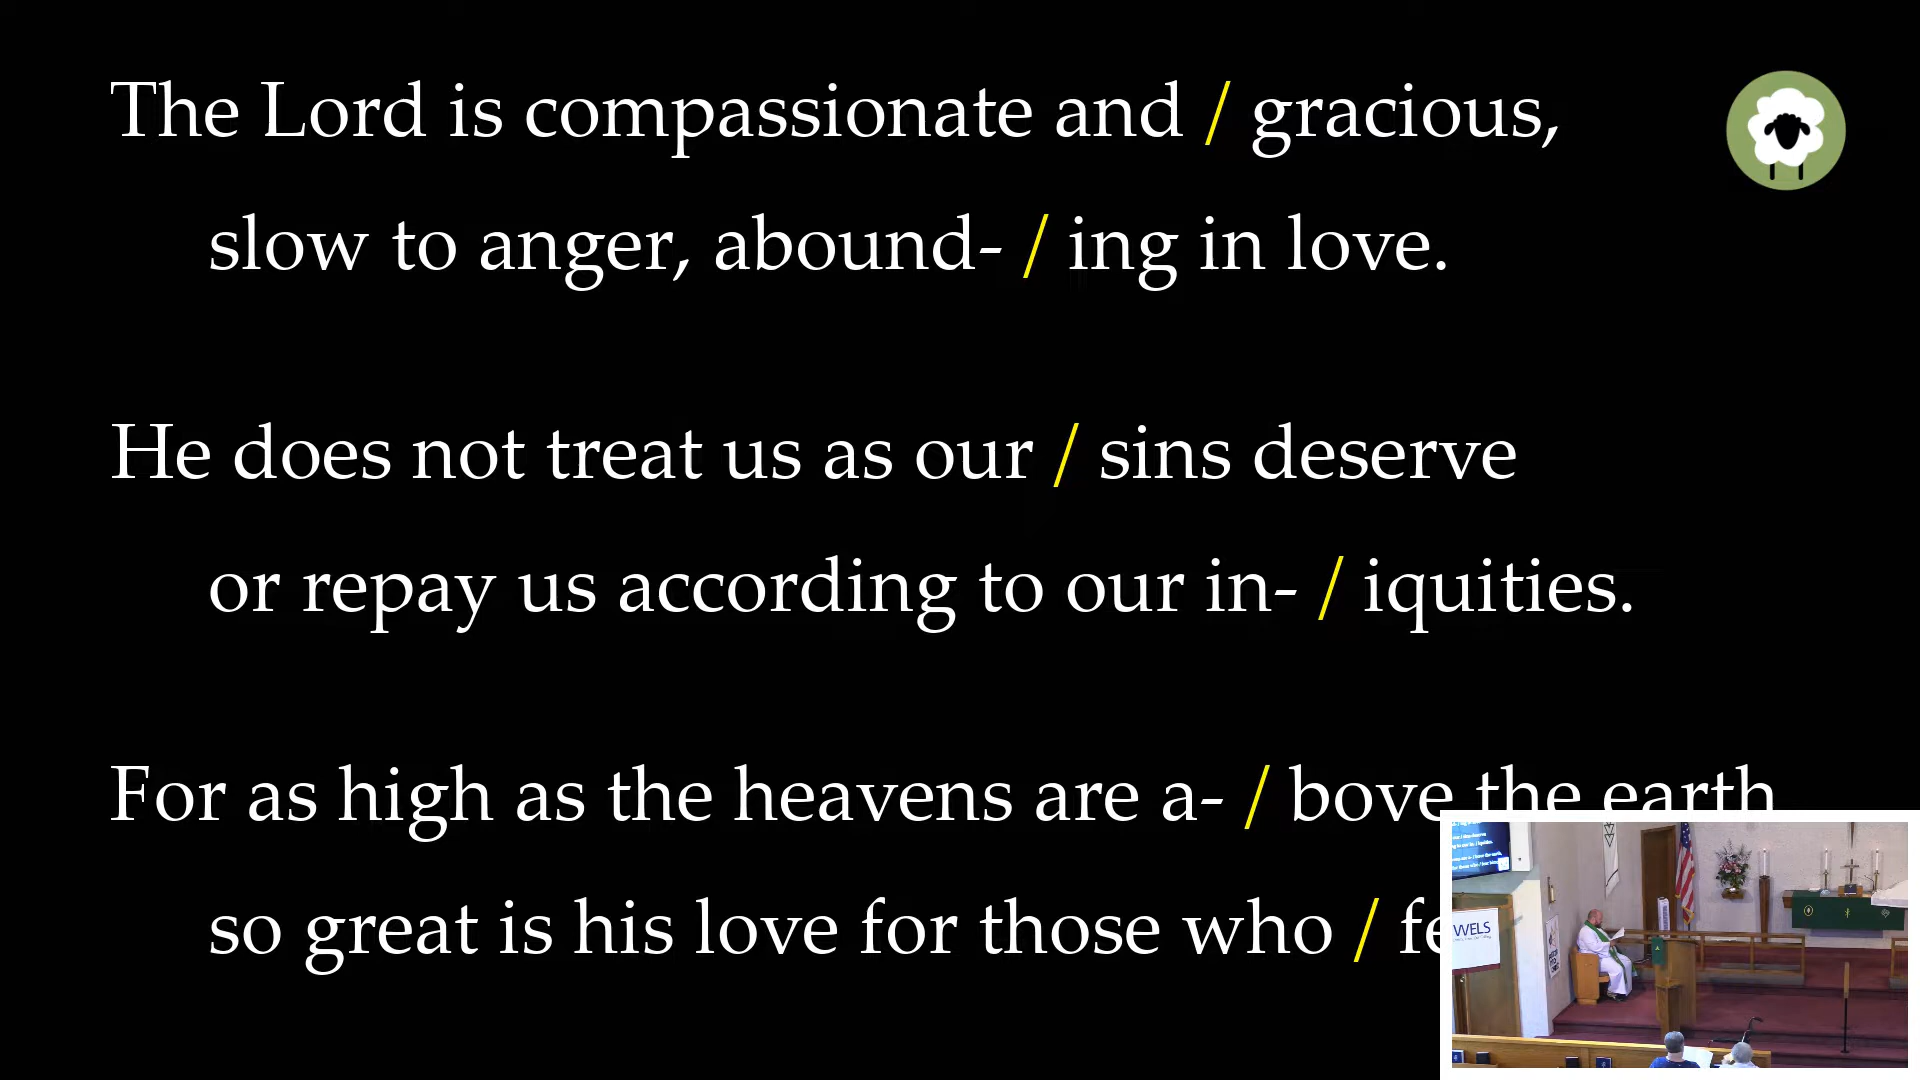 The Lord is compassionate and / gracious,
slow to anger, abound- / ing in love.
He does not treat us as our / sins deserve
or repay us according to our in- / iquities.
For as high as the heavens are a- / bove the earth
so great is his love for those who / fe
WELS